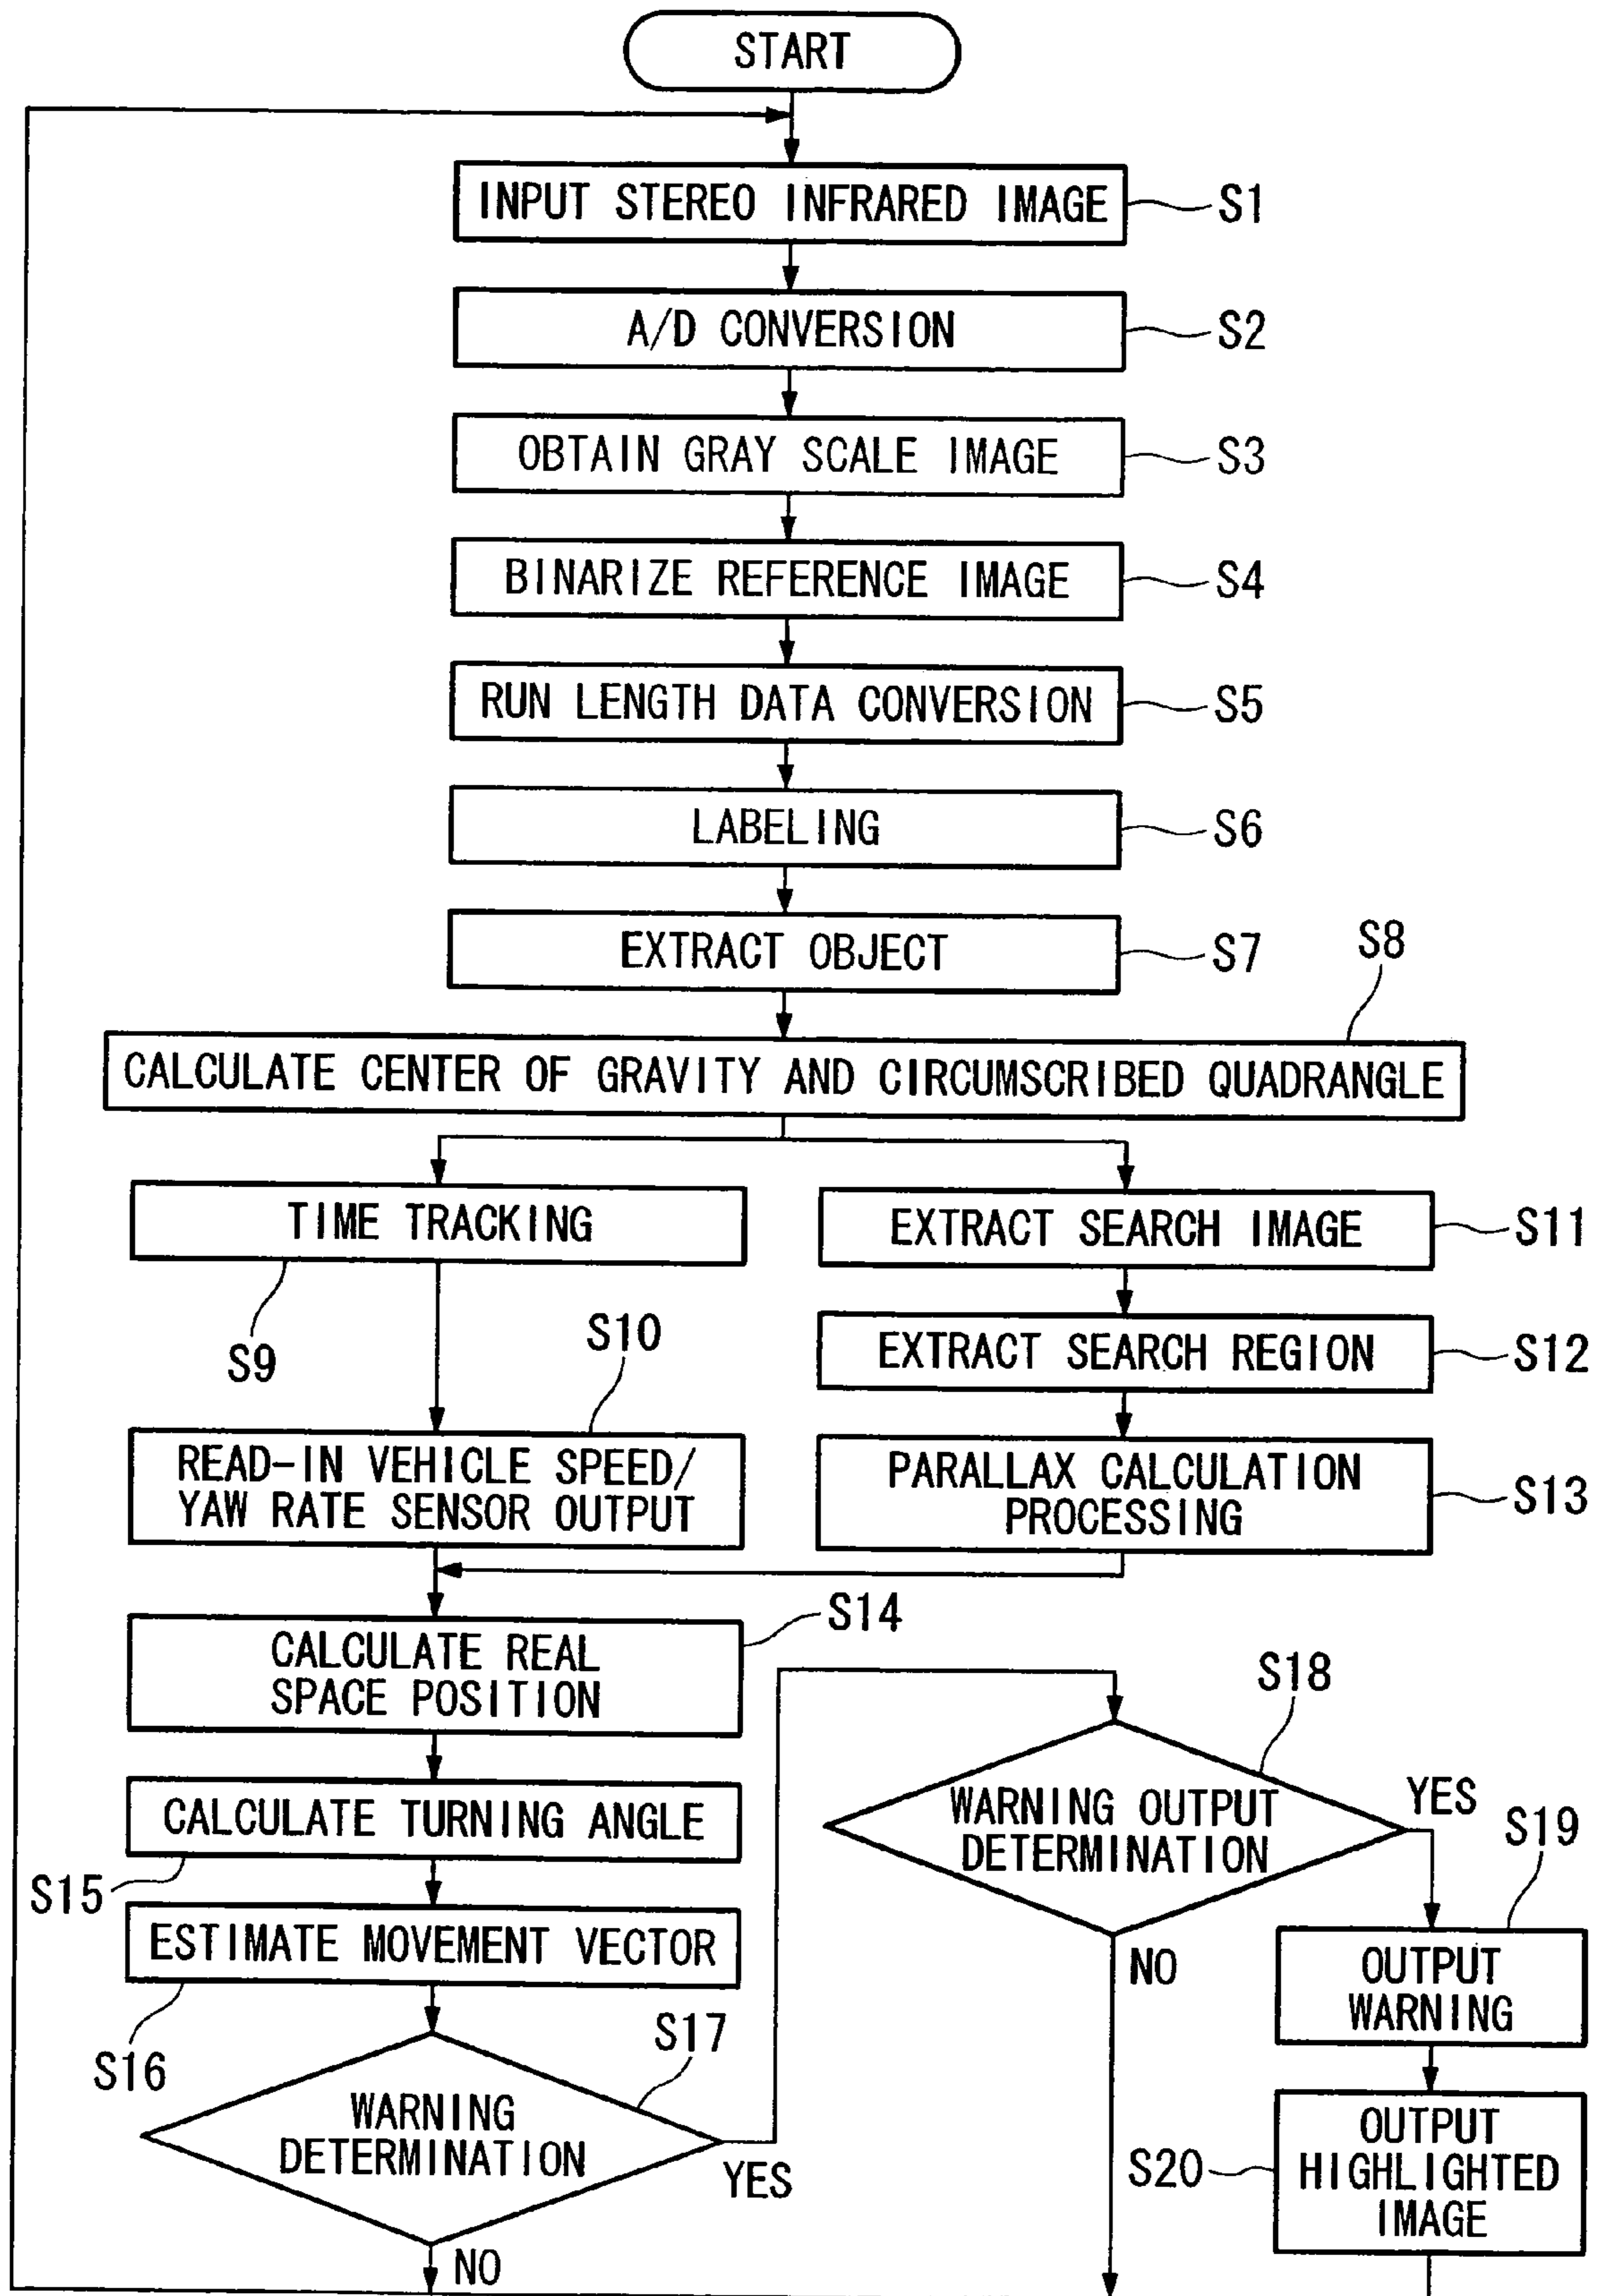 START
INPUT STEREO INFRARED IMAGE
S1
A/D CONVERSION
S2
OBTAIN GRAY SCALE IMAGE
S3
BINARIZE REFERENCE IMAGE
S4
RUN LENGTH DATA CONVERSION
S5
LABELING
S6
EXTRACT OBJECT
S7
S8
CALCULATE CENTER OF GRAVITY AND CIRCUMSCRIBED QUADRANGLE
TIME TRACKING
S9
S10
READ-IN VEHICLE SPEED/
YAW RATE SENSOR OUTPUT
EXTRACT SEARCH IMAGE
S11
EXTRACT SEARCH REGION
S12
PARALLAX CALCULATION
PROCESSING
S13
CALCULATE REAL
SPACE POSITION
S14
CALCULATE TURNING ANGLE
S15
ESTIMATE MOVEMENT VECTOR
S16
S17
WARNING
DETERMINATION
YES
NO
S18
WARNING OUTPUT
DETERMINATION
YES
NO
S19
OUTPUT
WARNING
S20
OUTPUT
HIGHLIGHTED
IMAGE